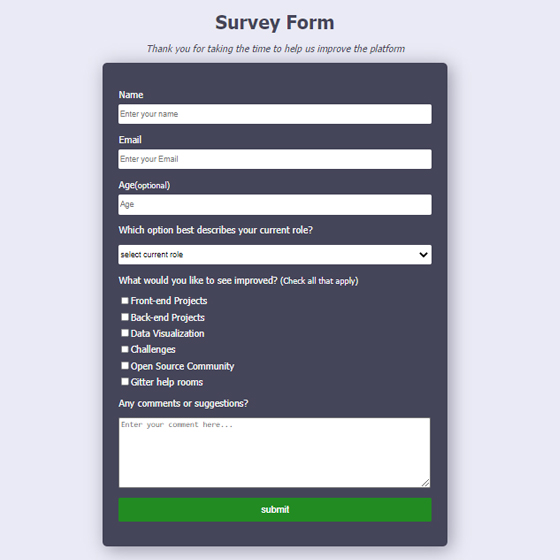 Survey Form
Thank you for taking the time to help us improve the platform
Name
Enter your name
Email
Enter your Email
Age(optional)
Age
Which option best describes your current role?
select current role
What would you like to see improved? (Check all that apply)
Front-end Projects
Back-end Projects
Data Visualization
Challenges
Open Source Community
Gitter help rooms
Any comments or suggestions?
Enter your comment here...
submit